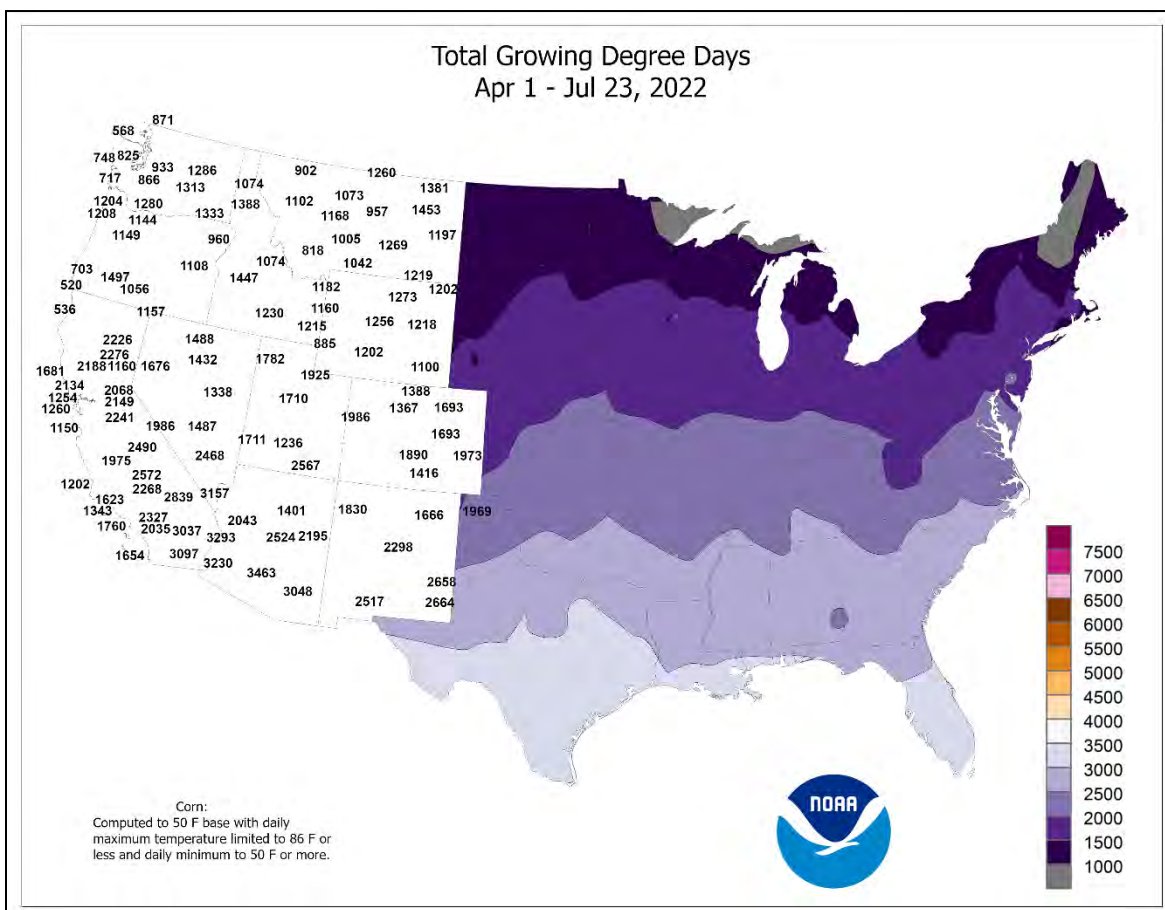 Total Growing Degree Days
Apr 1 - Jul 23, 2022
871
568
748 825
933 1286 902 1260
717 866 1313 1074 1073 1381
1204 1280 1388 1102 957 1453
1208 1144 1333 1168
1149 960 1005 1269 1197
818
703 1497 1108 1074 1042 1219
520 1056 1447 1182 1273 1202
536 1157 1230 1160 1256 1218
1215
2226 1488 885
2276 1432 1782 1202
1681 2188 1160 1676 1925 1100
2134 2068 1338 1710 1388
1254 2149 1367 1693
1260 2241 1986
1150 1986 1487 1693
2490 1711 1236
1975 2468 2567 1890 1973
2572 1416
1202 2268
1623 2839 3157
1343 2327 1401 1830 1666 1969
1760 2035 3037 2043
3293 2524 2195
1654 3097 3230 2298
3463
3048 2658
2517 2664
7500
7000
6500
6000
5500
5000
4500
4000
3500
3000
2500
2000
1500
1000
NOAA
Corn:
Computed to 50 F base with daily
maximum temperature limited to 86 F or
less and daily minimum to 50 F or more.